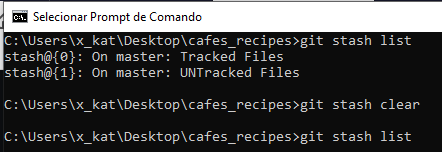 Selecionar Prompt de Comando
C:\Users\x_kat\Desktop\cafes_recipes>git stash list
stash@{0}: On master: Tracked Files
stash@{1}: On master: UNTracked Files
C:\Users\x_kat\Desktop\cafes_recipes>git stash clear
C:\Users\x_kat\Desktop\cafes_recipes>git stash list